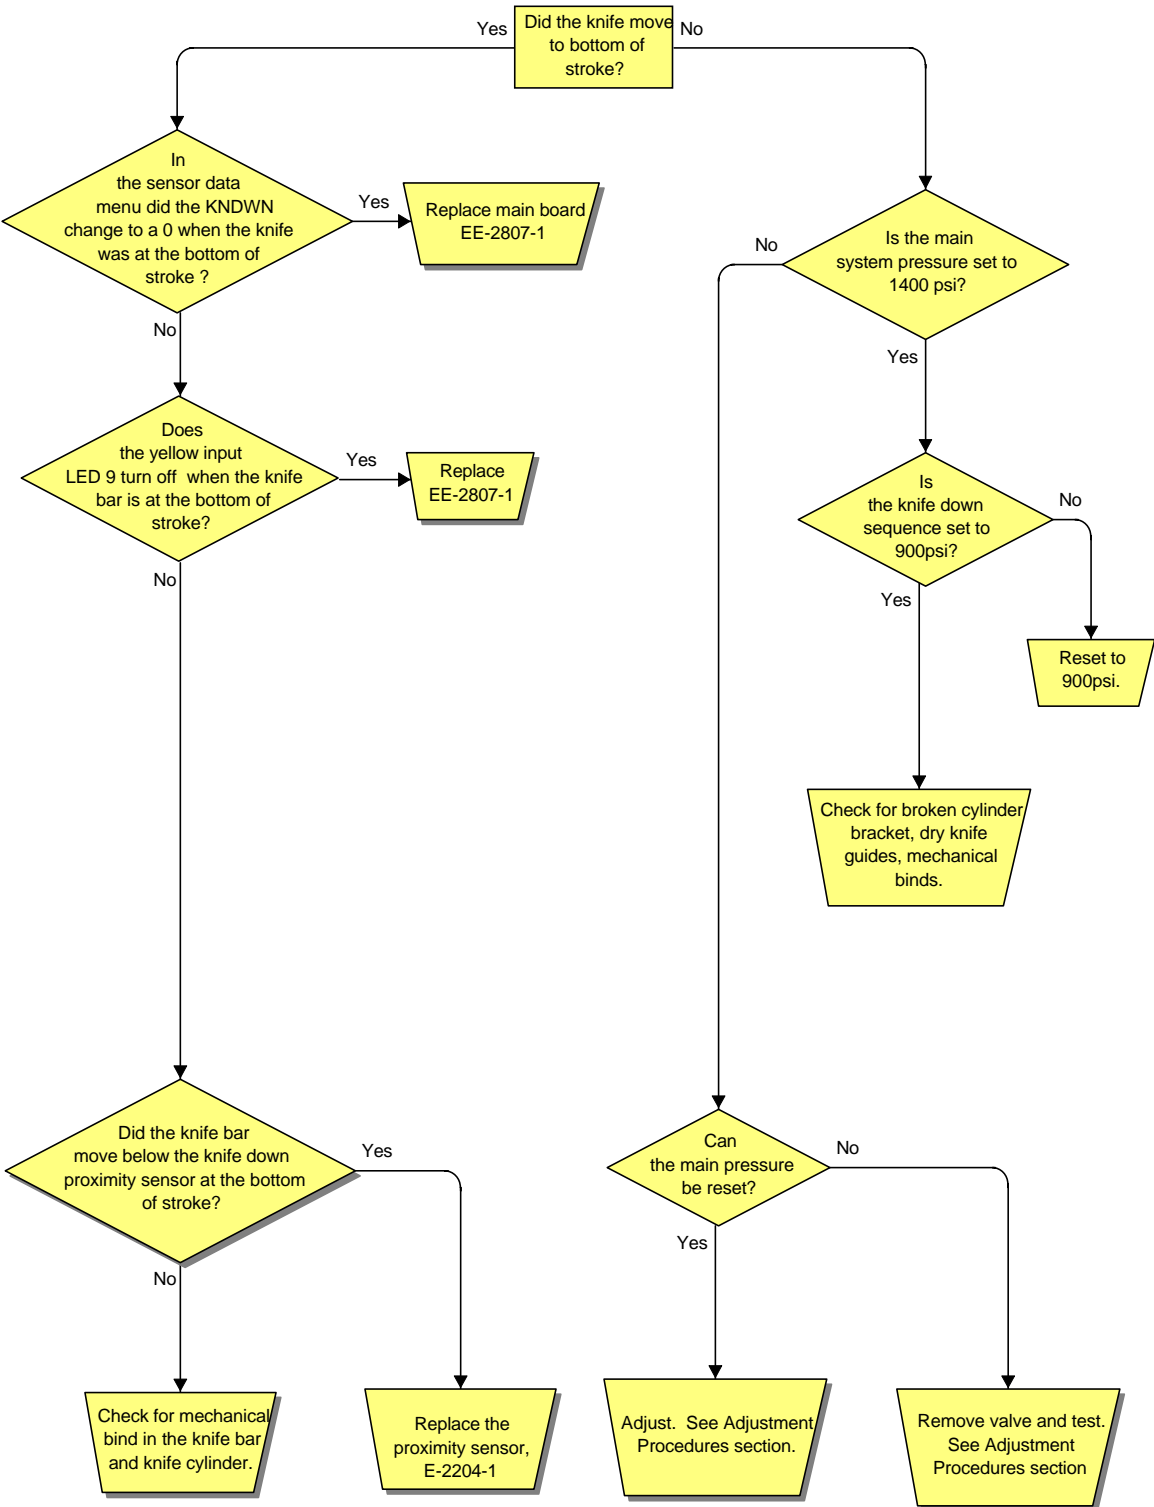 Did the knife move
to bottom of
stroke?
Yes
No
In
the sensor data
menu did the KNDWN
change to a 0 when the knife
was at the bottom of
stroke ?
Yes
Replace main board
EE-2807-1
No
Is the main
system pressure set to
1400 psi?
No
Yes
Does
the yellow input
LED 9 turn off when the knife
bar is at the bottom of
stroke?
Yes
Replace
EE-2807-1
No
Is
the knife down
sequence set to
900psi?
No
Yes
Reset to
900psi.
Check for broken cylinder
bracket, dry knife
guides, mechanical
binds.
Did the knife bar
move below the knife down
proximity sensor at the bottom
of stroke?
Yes
No
Can
the main pressure
be reset?
No
Yes
Check for mechanical
bind in the knife bar
and knife cylinder.
Replace the
proximity sensor,
E-2204-1
Adjust. See Adjustment
Procedures section.
Remove valve and test.
See Adjustment
Procedures section